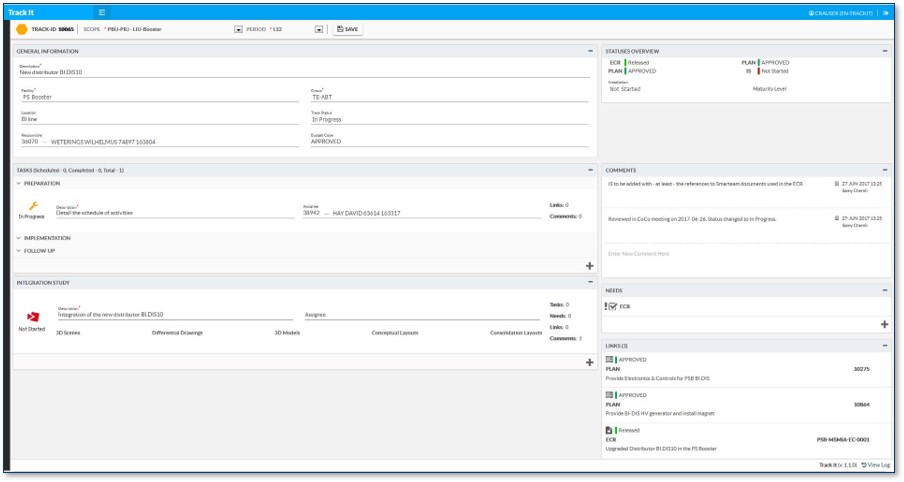 Track It
CRAUSER (EN-TRACKIT)
TRACK-ID 10065 SCOPE * PBU-PIU - LIU-Booster PERIOD * LS2 SAVE
GENERAL INFORMATION
Description*
New distributor BI.DIS10
Facility*
PS Booster
Group*
TE-ABT
Location
BI line
Track Status
In Progress
Responsible
36070 — WETERINGS WILHELMUS 74897 163804
Budget Code
APPROVED
TASKS (Scheduled - 0, Completed - 0, Total - 1)
PREPARATION
In Progress
Description*
Detail the schedule of activities
Assignee
38942 — HAY DAVID 63614 163317
Links: 0
Comments: 0
IMPLEMENTATION
FOLLOW UP
INTEGRATION STUDY
Not Started
Description*
Integration of the new distributor BI.DIS10
Assignee
Tasks: 0
Needs: 0
Links: 0
Comments: 1
3D Scenes Differential Drawings 3D Models Conceptual Layouts Consolidation Layouts
STATUSES OVERVIEW
ECR Released PLAN APPROVED
PLAN APPROVED IS Not Started
Installation
Not Started
Maturity Level
COMMENTS
IS to be added with - at least - the references to Smarteam documents used in the ECR.
27 JUN 2017 13:25
Samy Chemli
Reviewed in CoCo meeting on 2017-06-26. Status changed to In Progress.
27 JUN 2017 13:25
Samy Chemli
Enter New Comment Here
NEEDS
ECR
LINKS (3)
APPROVED
PLAN 10275
Provide Electronics & Controls for PSB BI.DIS
APPROVED
PLAN 10864
Provide BI-DIS HV generator and install magnet
Released
ECR PSB-MSMIA-EC-0001
Upgraded Distributor BI.DIS10 in the PS Booster
Track It (v. 1.1.0) View Log